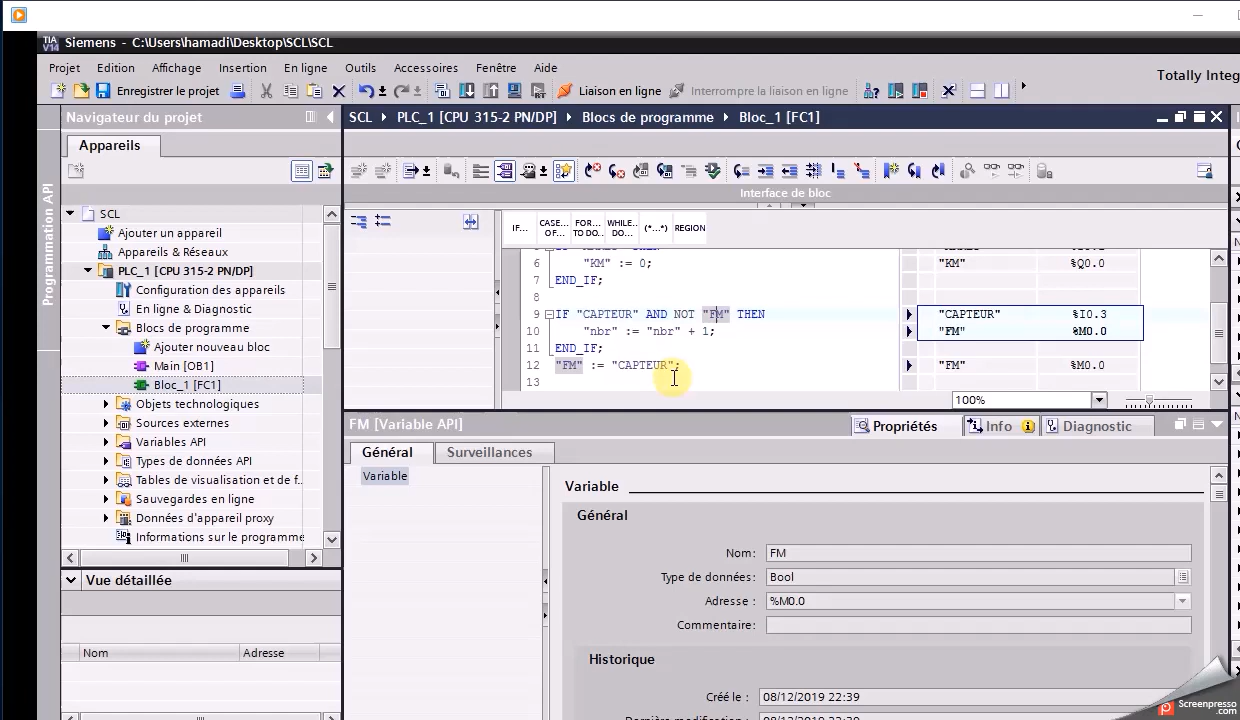 TIA V14 Siemens - C:\Users\hamadi\Desktop\SCL\SCL
Projet Edition Affichage Insertion En ligne Outils Accessoires Fenêtre Aide
Totally Integ
Enregistrer le projet Liaison en ligne Interrompre la liaison en ligne
Navigateur du projet
SCL PLC_1 [CPU 315-2 PN/DP] Blocs de programme Bloc_1 [FC1]
Appareils
Programmation API
Interface de bloc
SCL
Ajouter un appareil
Appareils & Réseaux
PLC_1 [CPU 315-2 PN/DP]
Configuration des appareils
En ligne & Diagnostic
Blocs de programme
Ajouter nouveau bloc
Main [OB1]
Bloc_1 [FC1]
Objets technologiques
Sources externes
Variables API
Types de données API
Tables de visualisation et de f..
Sauvegardes en ligne
Données d'appareil proxy
Informations sur le programme
Vue détaillée
Nom Adresse
IF... CASE... OF... FOR... TO DO... WHILE.. DO... (*...*) REGION
6 "KM" := 0; "KM" %Q0.0
7 END_IF;
8
9 IF "CAPTEUR" AND NOT "FM" THEN "CAPTEUR" %I0.3
10 "nbr" := "nbr" + 1; "FM" %M0.0
11 END_IF;
12 "FM" := "CAPTEUR"; "FM" %M0.0
13
100%
FM [Variable API] Propriétés Info Diagnostic
Général Surveillances
Variable
Variable
Général
Nom: FM
Type de données: Bool
Adresse : %M0.0
Commentaire:
Historique
Créé le : 08/12/2019 22:39
Screenpresso
.com